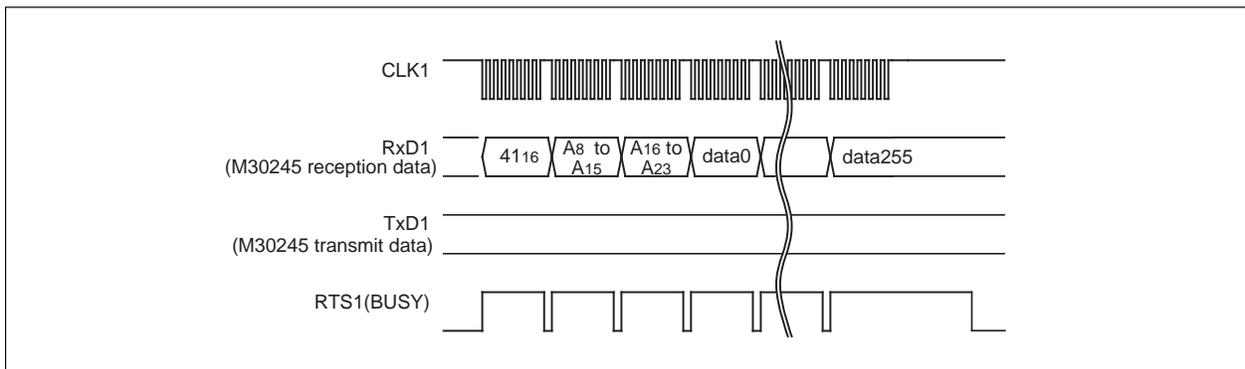 CLK1
RxD1
(M30245 reception data)
4116
A8 to
A15
A16 to
A23
data0
data255
TxD1
(M30245 transmit data)
RTS1(BUSY)